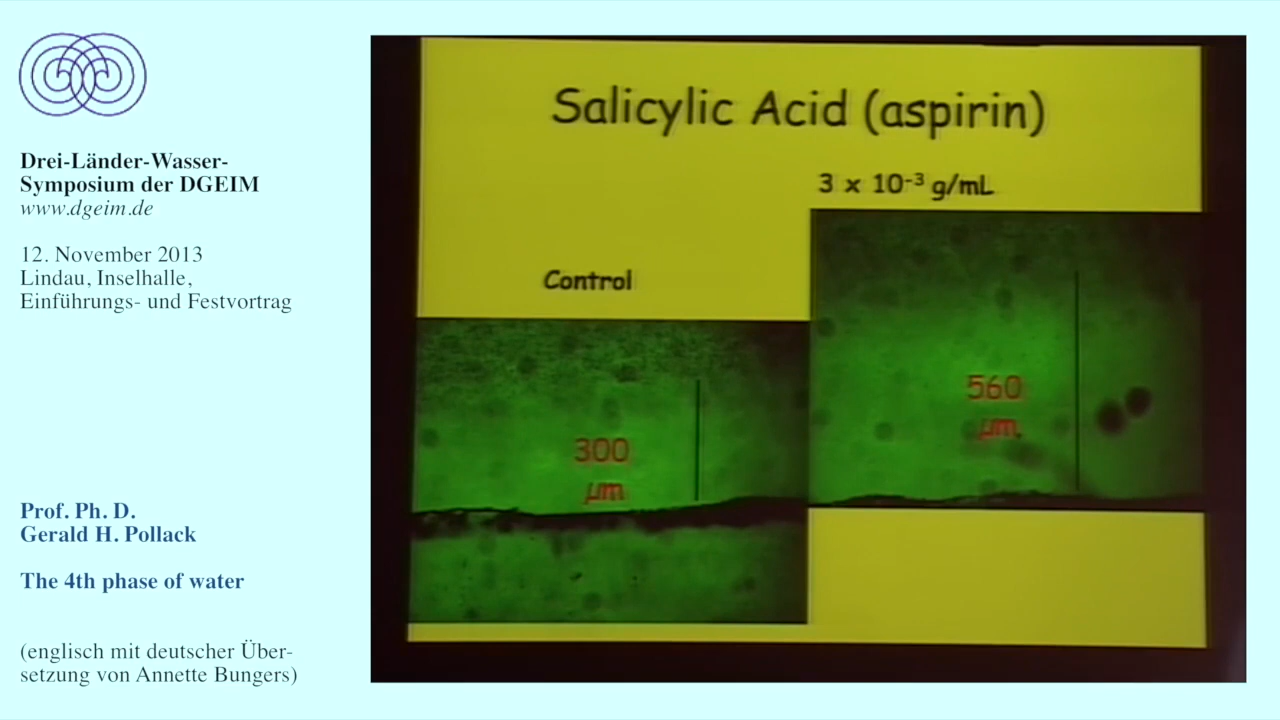 Drei-Länder-Wasser-
Symposium der DGEIM
www.dgeim.de
12. November 2013
Lindau, Inselhalle,
Einführungs- und Festvortrag
Prof. Ph. D.
Gerald H. Pollack
The 4th phase of water
(englisch mit deutscher Über-
setzung von Annette Bungers)
Salicylic Acid (aspirin)
3 x 10⁻³ g/mL
Control
300
µm
560
µm